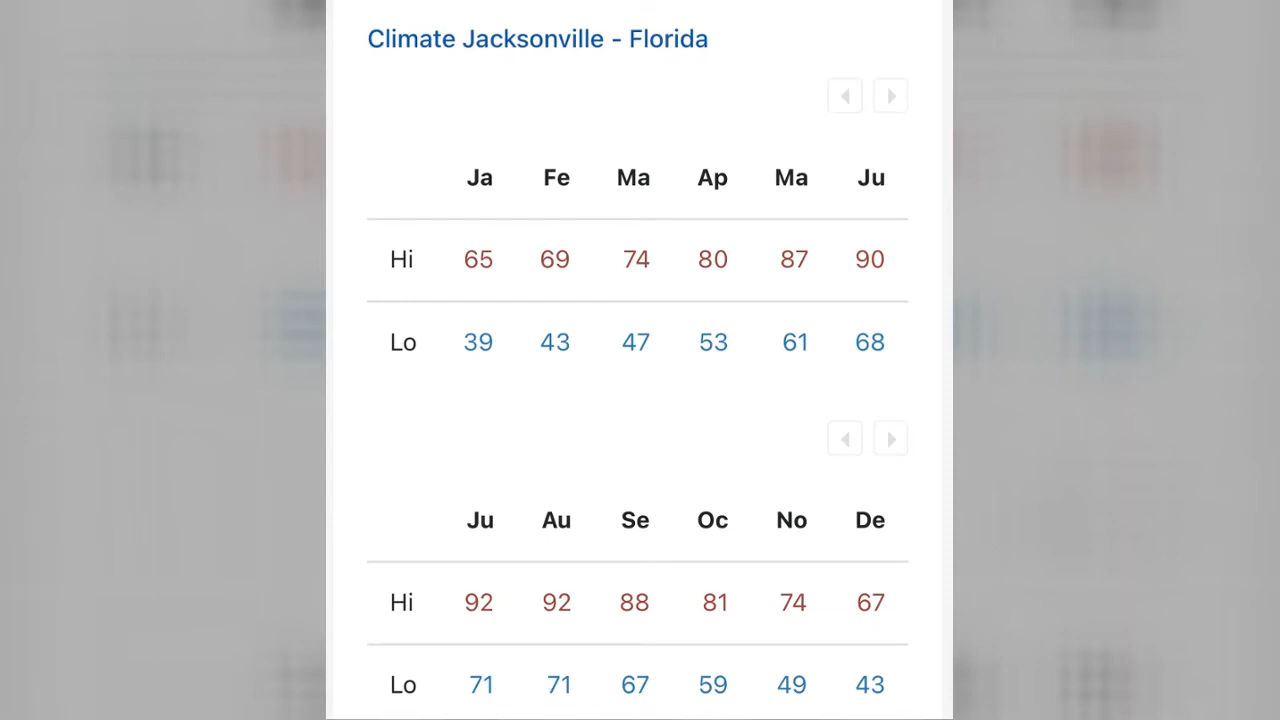 Climate Jacksonville - Florida
Ja Fe Ma Ap Ma Ju
Hi 65 69 74 80 87 90
Lo 39 43 47 53 61 68
Ju Au Se Oc No De
Hi 92 92 88 81 74 67
Lo 71 71 67 59 49 43